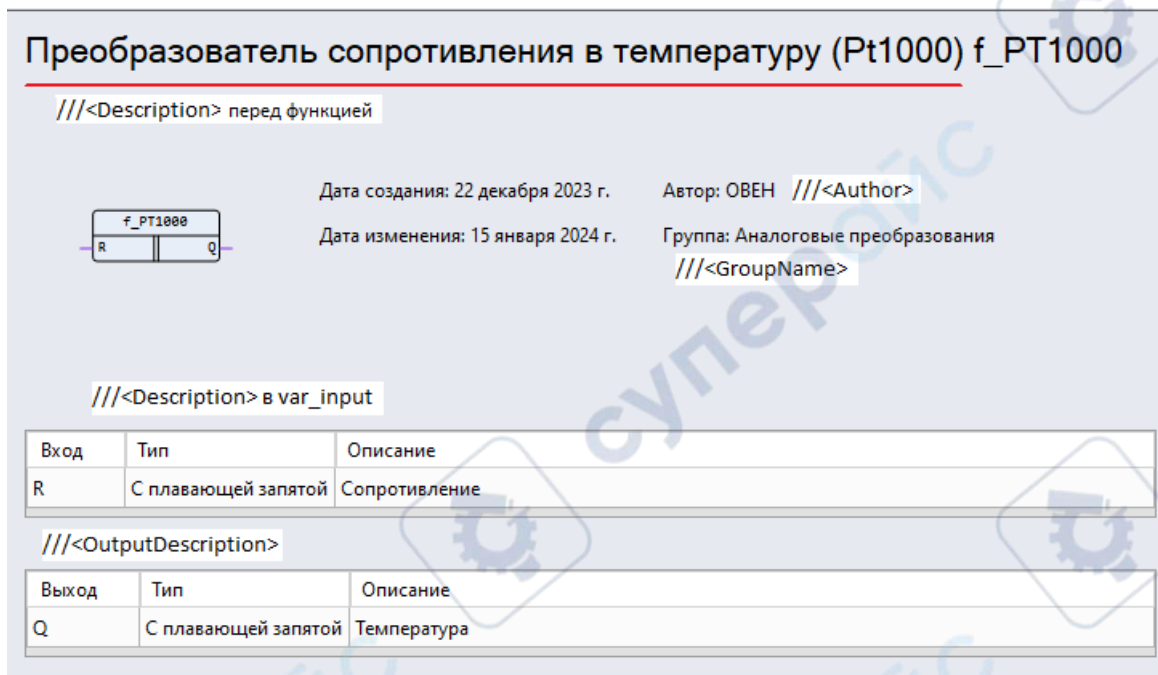 Преобразователь сопротивления в температуру (Pt1000) f_PT1000
///<Description> перед функцией
Дата создания: 22 декабря 2023 г. Автор: ОВЕН ///<Author>
f_PT1000
R Q
Дата изменения: 15 января 2024 г. Группа: Аналоговые преобразования
///<GroupName>
///<Description> в var_input
Вход Тип Описание
R С плавающей запятой Сопротивление
///<OutputDescription>
Выход Тип Описание
Q С плавающей запятой Температура
суперайс